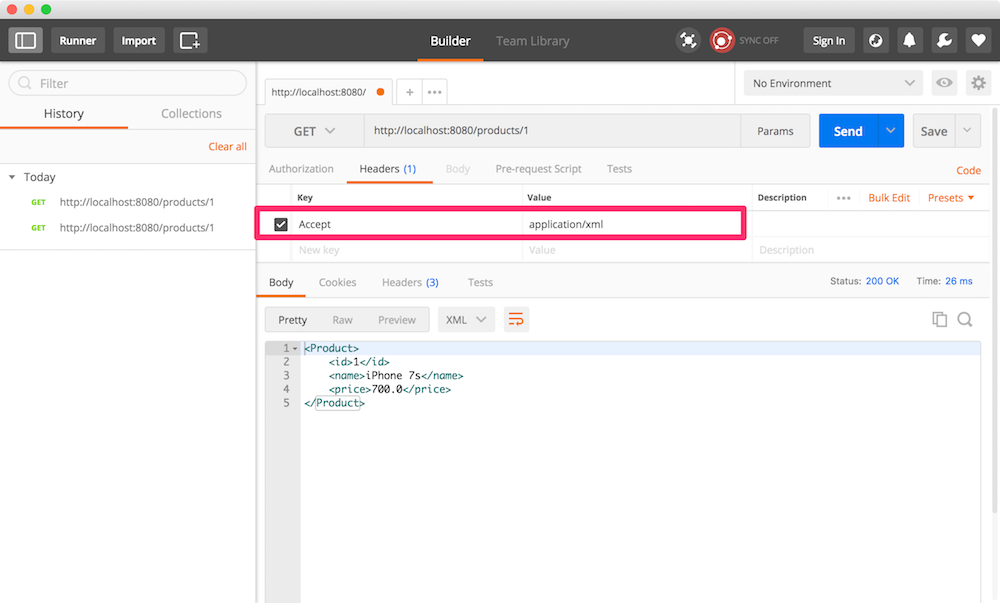 Runner Import Builder Team Library SYNC OFF Sign In
Filter
History Collections
Clear all
Today
GET http://localhost:8080/products/1
GET http://localhost:8080/products/1
http://localhost:8080/ + ••• No Environment
GET http://localhost:8080/products/1 Params Send Save
Authorization Headers (1) Body Pre-request Script Tests Code
Key Value Description ••• Bulk Edit Presets
Accept application/xml
New key Value Description
Body Cookies Headers (3) Tests Status: 200 OK Time: 26 ms
Pretty Raw Preview XML
1 <Product>
2 <id>1</id>
3 <name>iPhone 7s</name>
4 <price>700.0</price>
5 </Product>